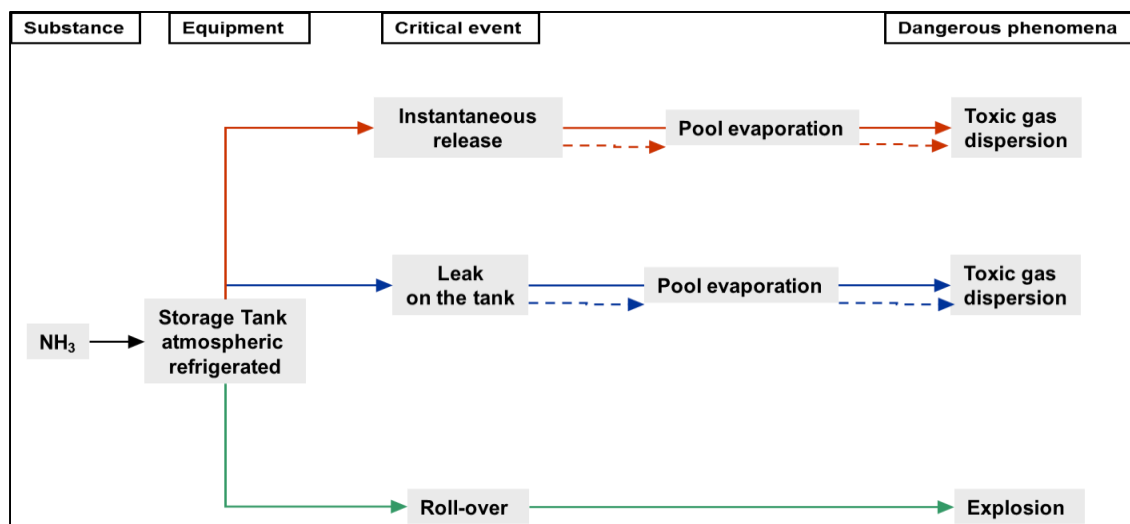 Substance
Equipment
Critical event
Dangerous phenomena
Instantaneous
release
Pool evaporation
Toxic gas
dispersion
Leak
on the tank
Pool evaporation
Toxic gas
dispersion
NH₃
Storage Tank
atmospheric
refrigerated
Roll-over
Explosion